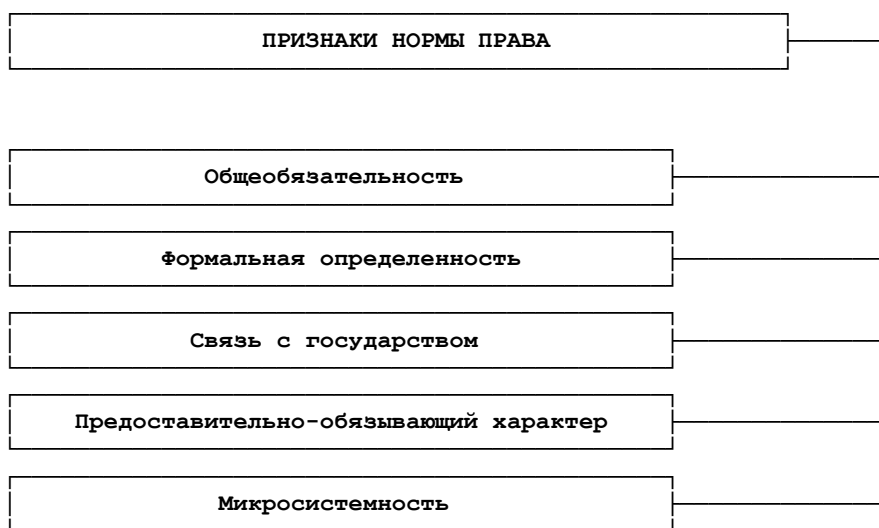 ПРИЗНАКИ НОРМЫ ПРАВА
Общеобязательность
Формальная определенность
Связь с государством
Предоставительно-обязывающий характер
Микросистемность